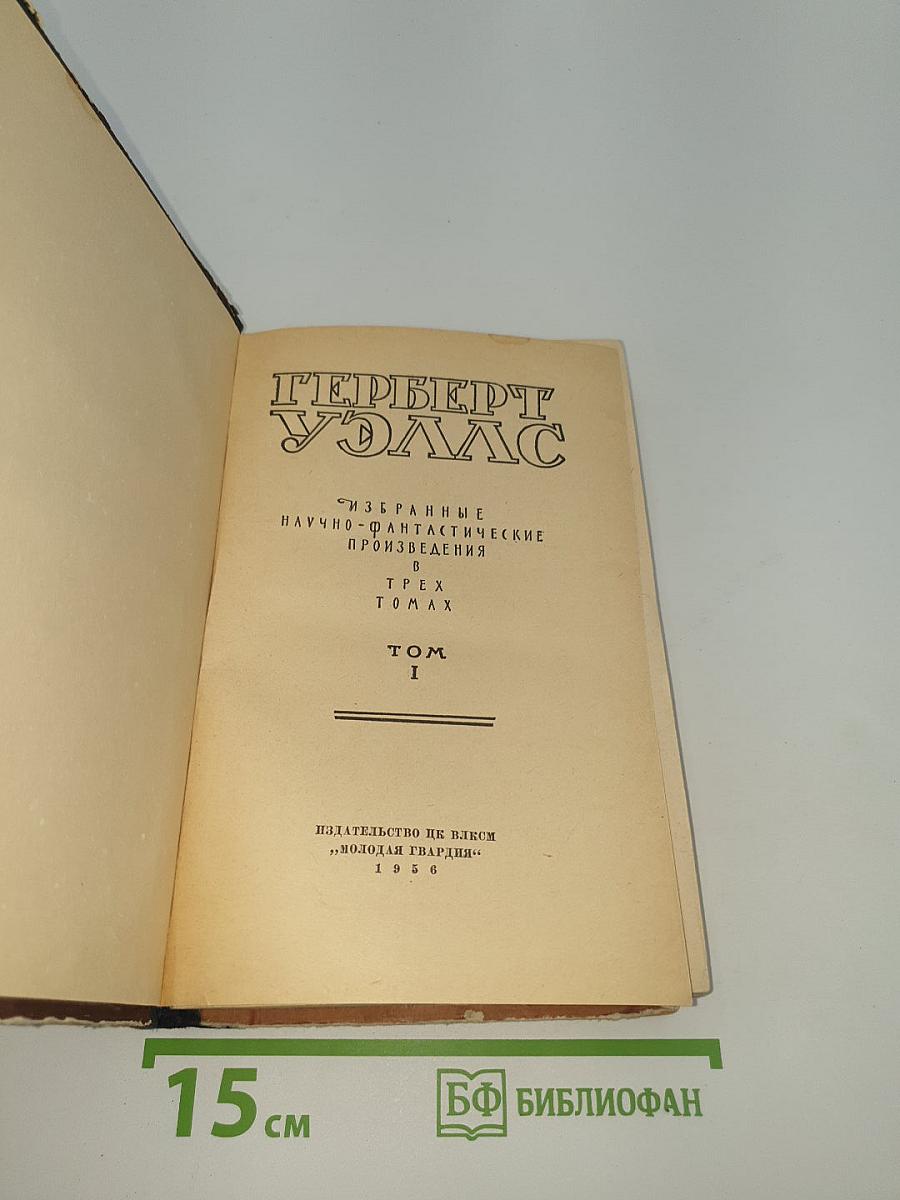 ГЕРБЕРТ
УЭЛЛС
ИЗБРАННЫЕ
НАУЧНО-ФАНТАСТИЧЕСКИЕ
ПРОИЗВЕДЕНИЯ
В
ТРЕХ
ТОМАХ
ТОМ
I
ИЗДАТЕЛЬСТВО ЦК ВЛКСМ
„МОЛОДАЯ ГВАРДИЯ“
1956
15 см
БФ БИБЛИОФАН